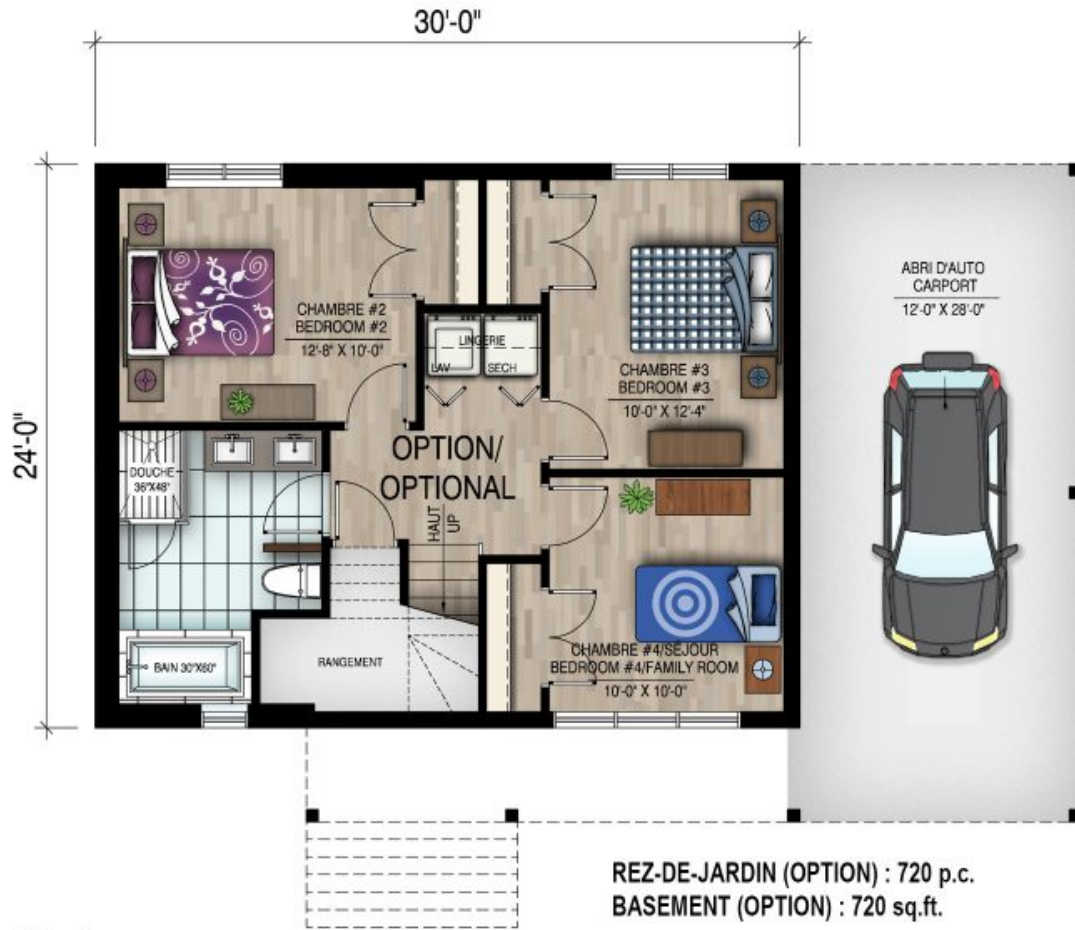 30'-0"
24'-0"
ABRI D'AUTO
CARPORT
12'-0" X 28'-0"
CHAMBRE #2
BEDROOM #2
12'-8" X 10'-0"
LINGERIE
LAV
SECH
CHAMBRE #3
BEDROOM #3
10'-0" X 12'-4"
OPTION/
OPTIONAL
DOUCHE
36"X48"
HAUT
UP
BAIN 30"X60"
RANGEMENT
CHAMBRE #4/SÉJOUR
BEDROOM #4/FAMILY ROOM
10'-0" X 10'-0"
REZ-DE-JARDIN (OPTION) : 720 p.c.
BASEMENT (OPTION) : 720 sq.ft.